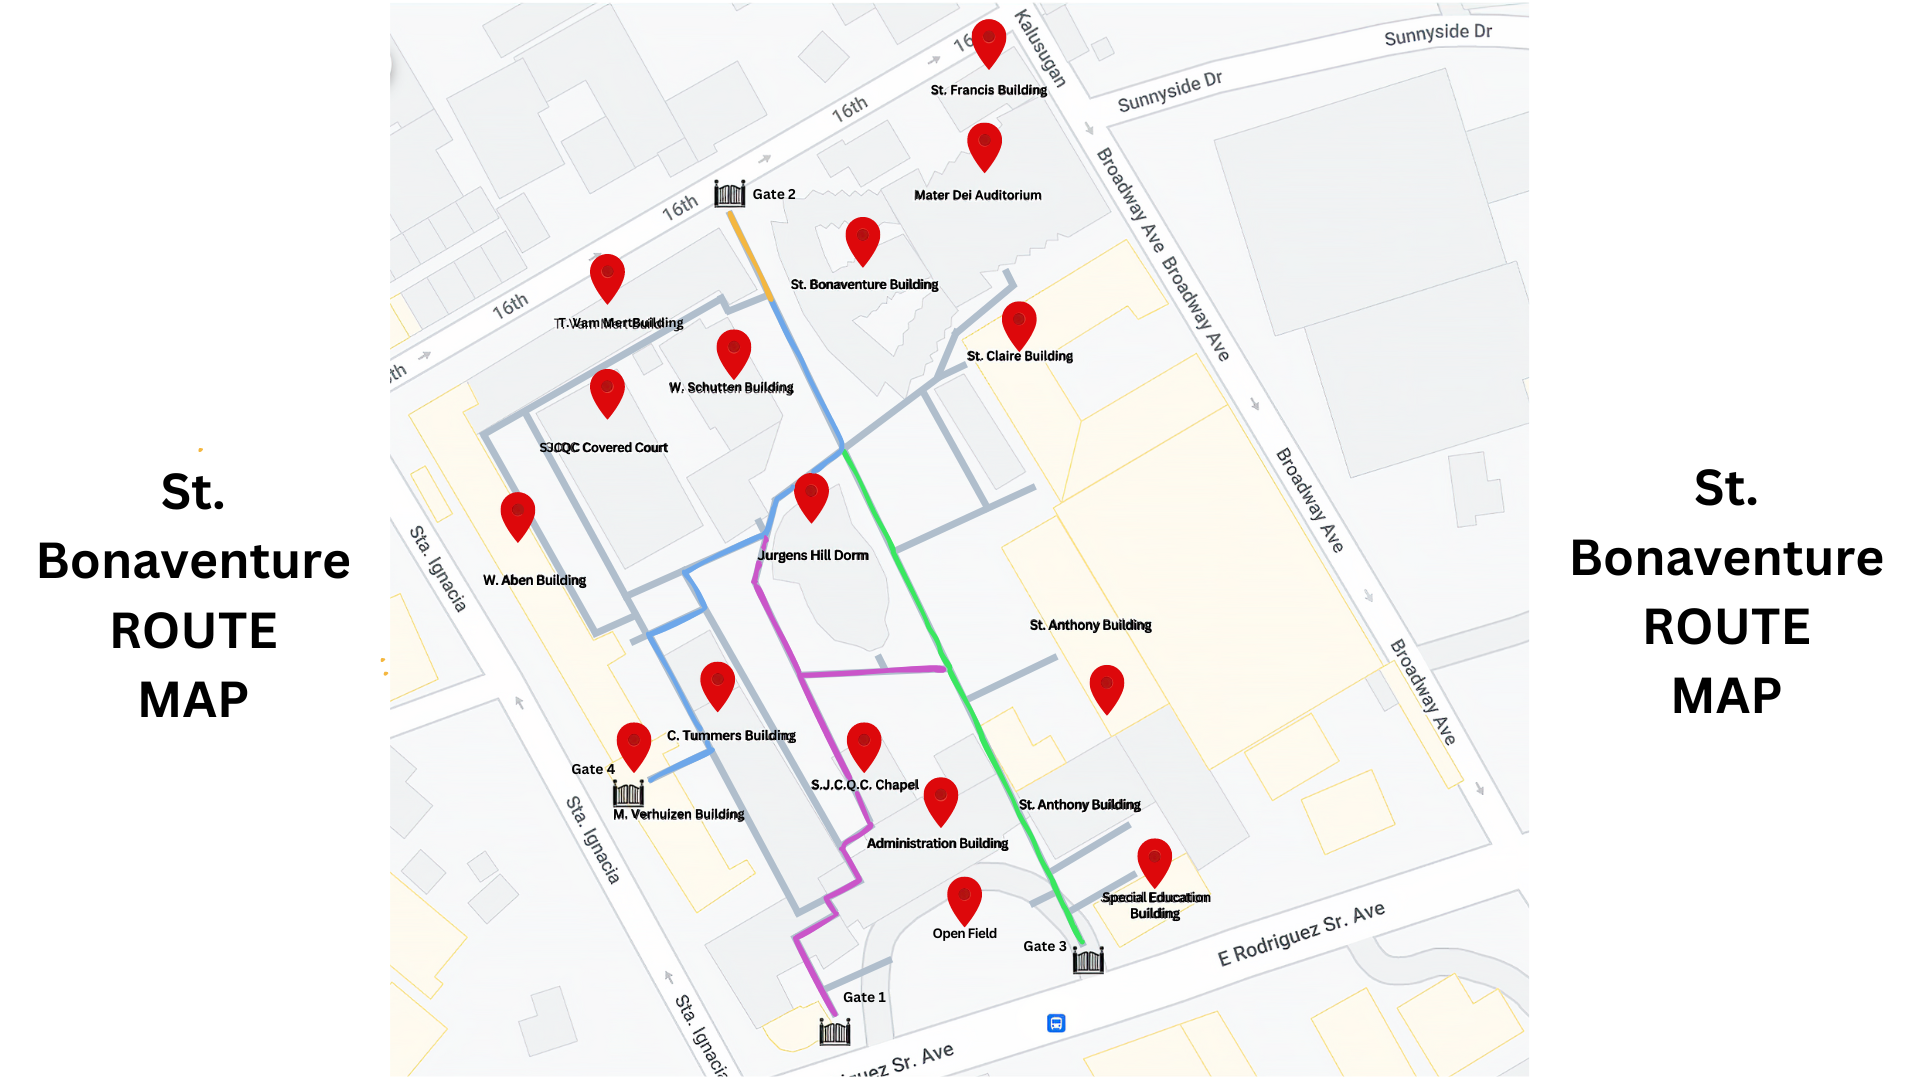 St.
Bonaventure
ROUTE
MAP
Kalusugan
Sunnyside Dr
Sunnyside Dr
St. Francis Building
16th
Mater Dei Auditorium
Broadway Ave
Gate 2
16th
St. Bonaventure Building
Broadway Ave
16th
T. Vam MertBuilding
St. Claire Building
W. Schutten Building
SJCQC Covered Court
Broadway Ave
Jurgens Hill Dorm
Sta. Ignacia
W. Aben Building
St. Anthony Building
Broadway Ave
C. Tummers Building
Gate 4
S.J.C.Q.C. Chapel
M. Verhuizen Building
St. Anthony Building
Administration Building
Sta. Ignacia
Special Education
Building
Open Field
Gate 3
E Rodriguez Sr. Ave
Gate 1
Sta. Ignacia
Sr. Ave
St.
Bonaventure
ROUTE
MAP